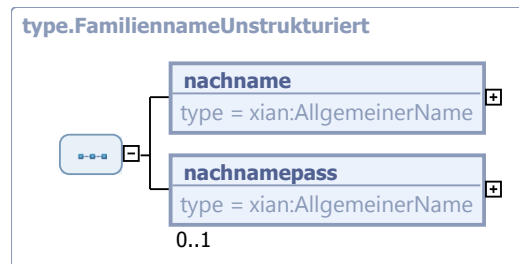 type.FamiliennameUnstrukturiert
nachname
type = xian:AllgemeinerName
nachnamepass
type = xian:AllgemeinerName
0..1